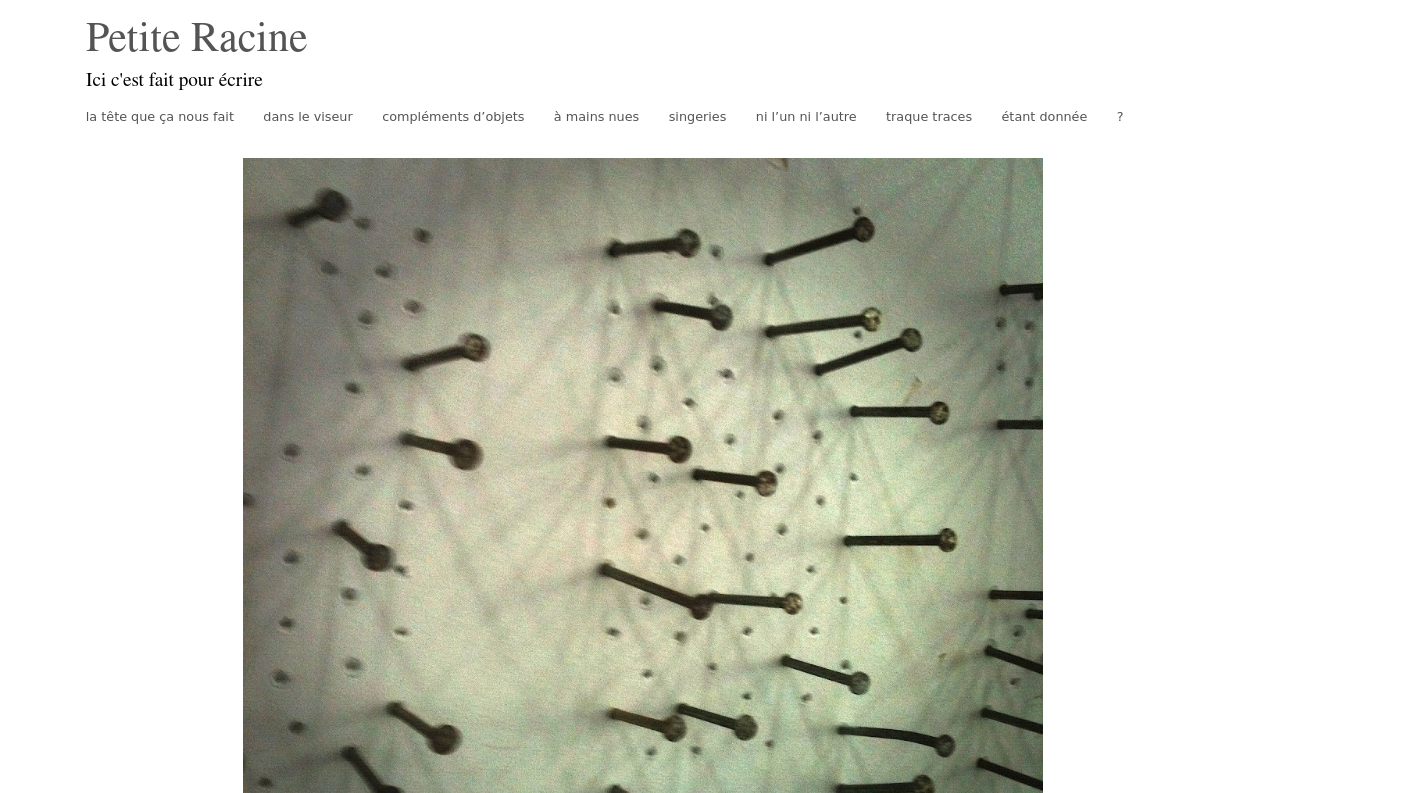 Petite Racine
Ici c'est fait pour écrire
la tête que ça nous fait dans le viseur compléments d’objets à mains nues singeries ni l’un ni l’autre traque traces étant donnée ?